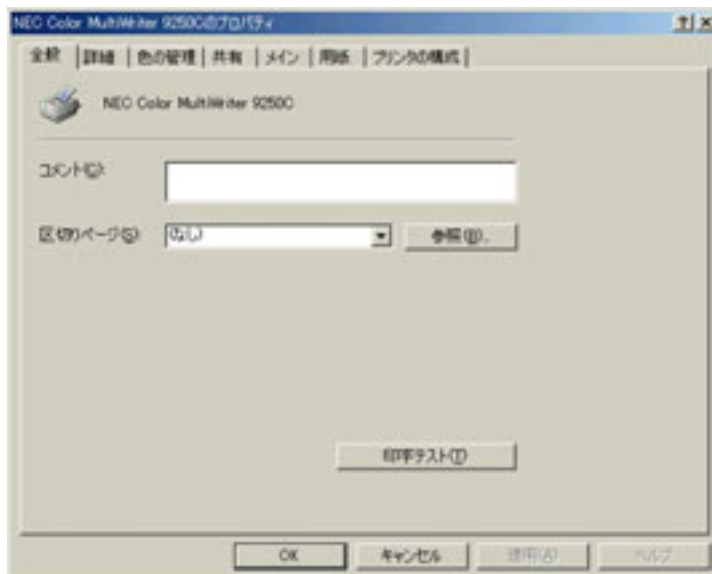 NEC Color MultiWriter 9250Cのプロパティ
全般 詳細 色の管理 共有 メイン 用紙 プリンタの構成
NEC Color MultiWriter 9250C
コメント(C):
区切りページ(S): (なし) 参照(B)...
印字テスト(T)
OK キャンセル 適用(A) ヘルプ